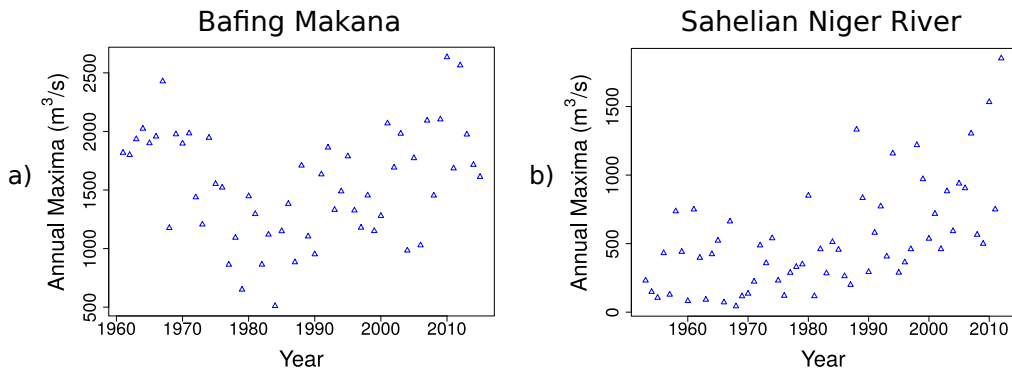 Bafing Makana
a)
Annual Maxima (m³/s)
2500
2000
1500
1000
500
1960 1970 1980 1990 2000 2010
Year
Sahelian Niger River
b)
Annual Maxima (m³/s)
1500
1000
500
0
1960 1970 1980 1990 2000 2010
Year